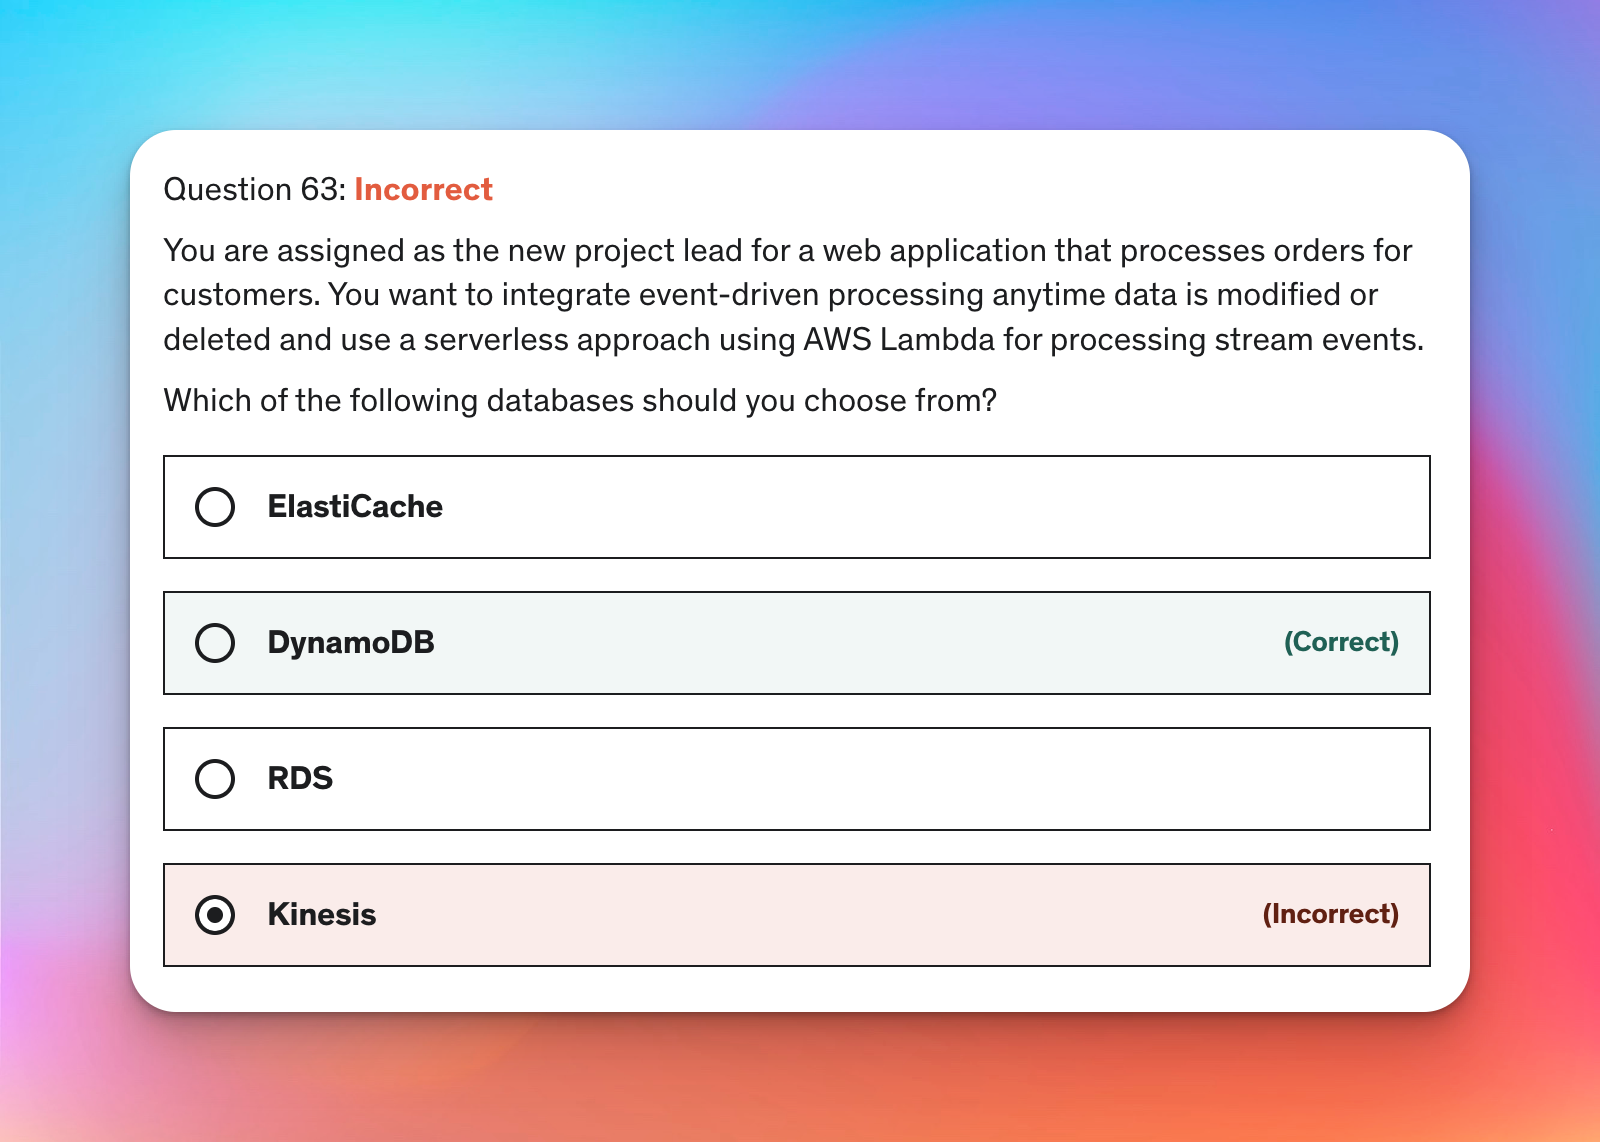 Question 63: Incorrect
You are assigned as the new project lead for a web application that processes orders for
customers. You want to integrate event-driven processing anytime data is modified or
deleted and use a serverless approach using AWS Lambda for processing stream events.
Which of the following databases should you choose from?
ElastiCache
DynamoDB (Correct)
RDS
Kinesis (Incorrect)